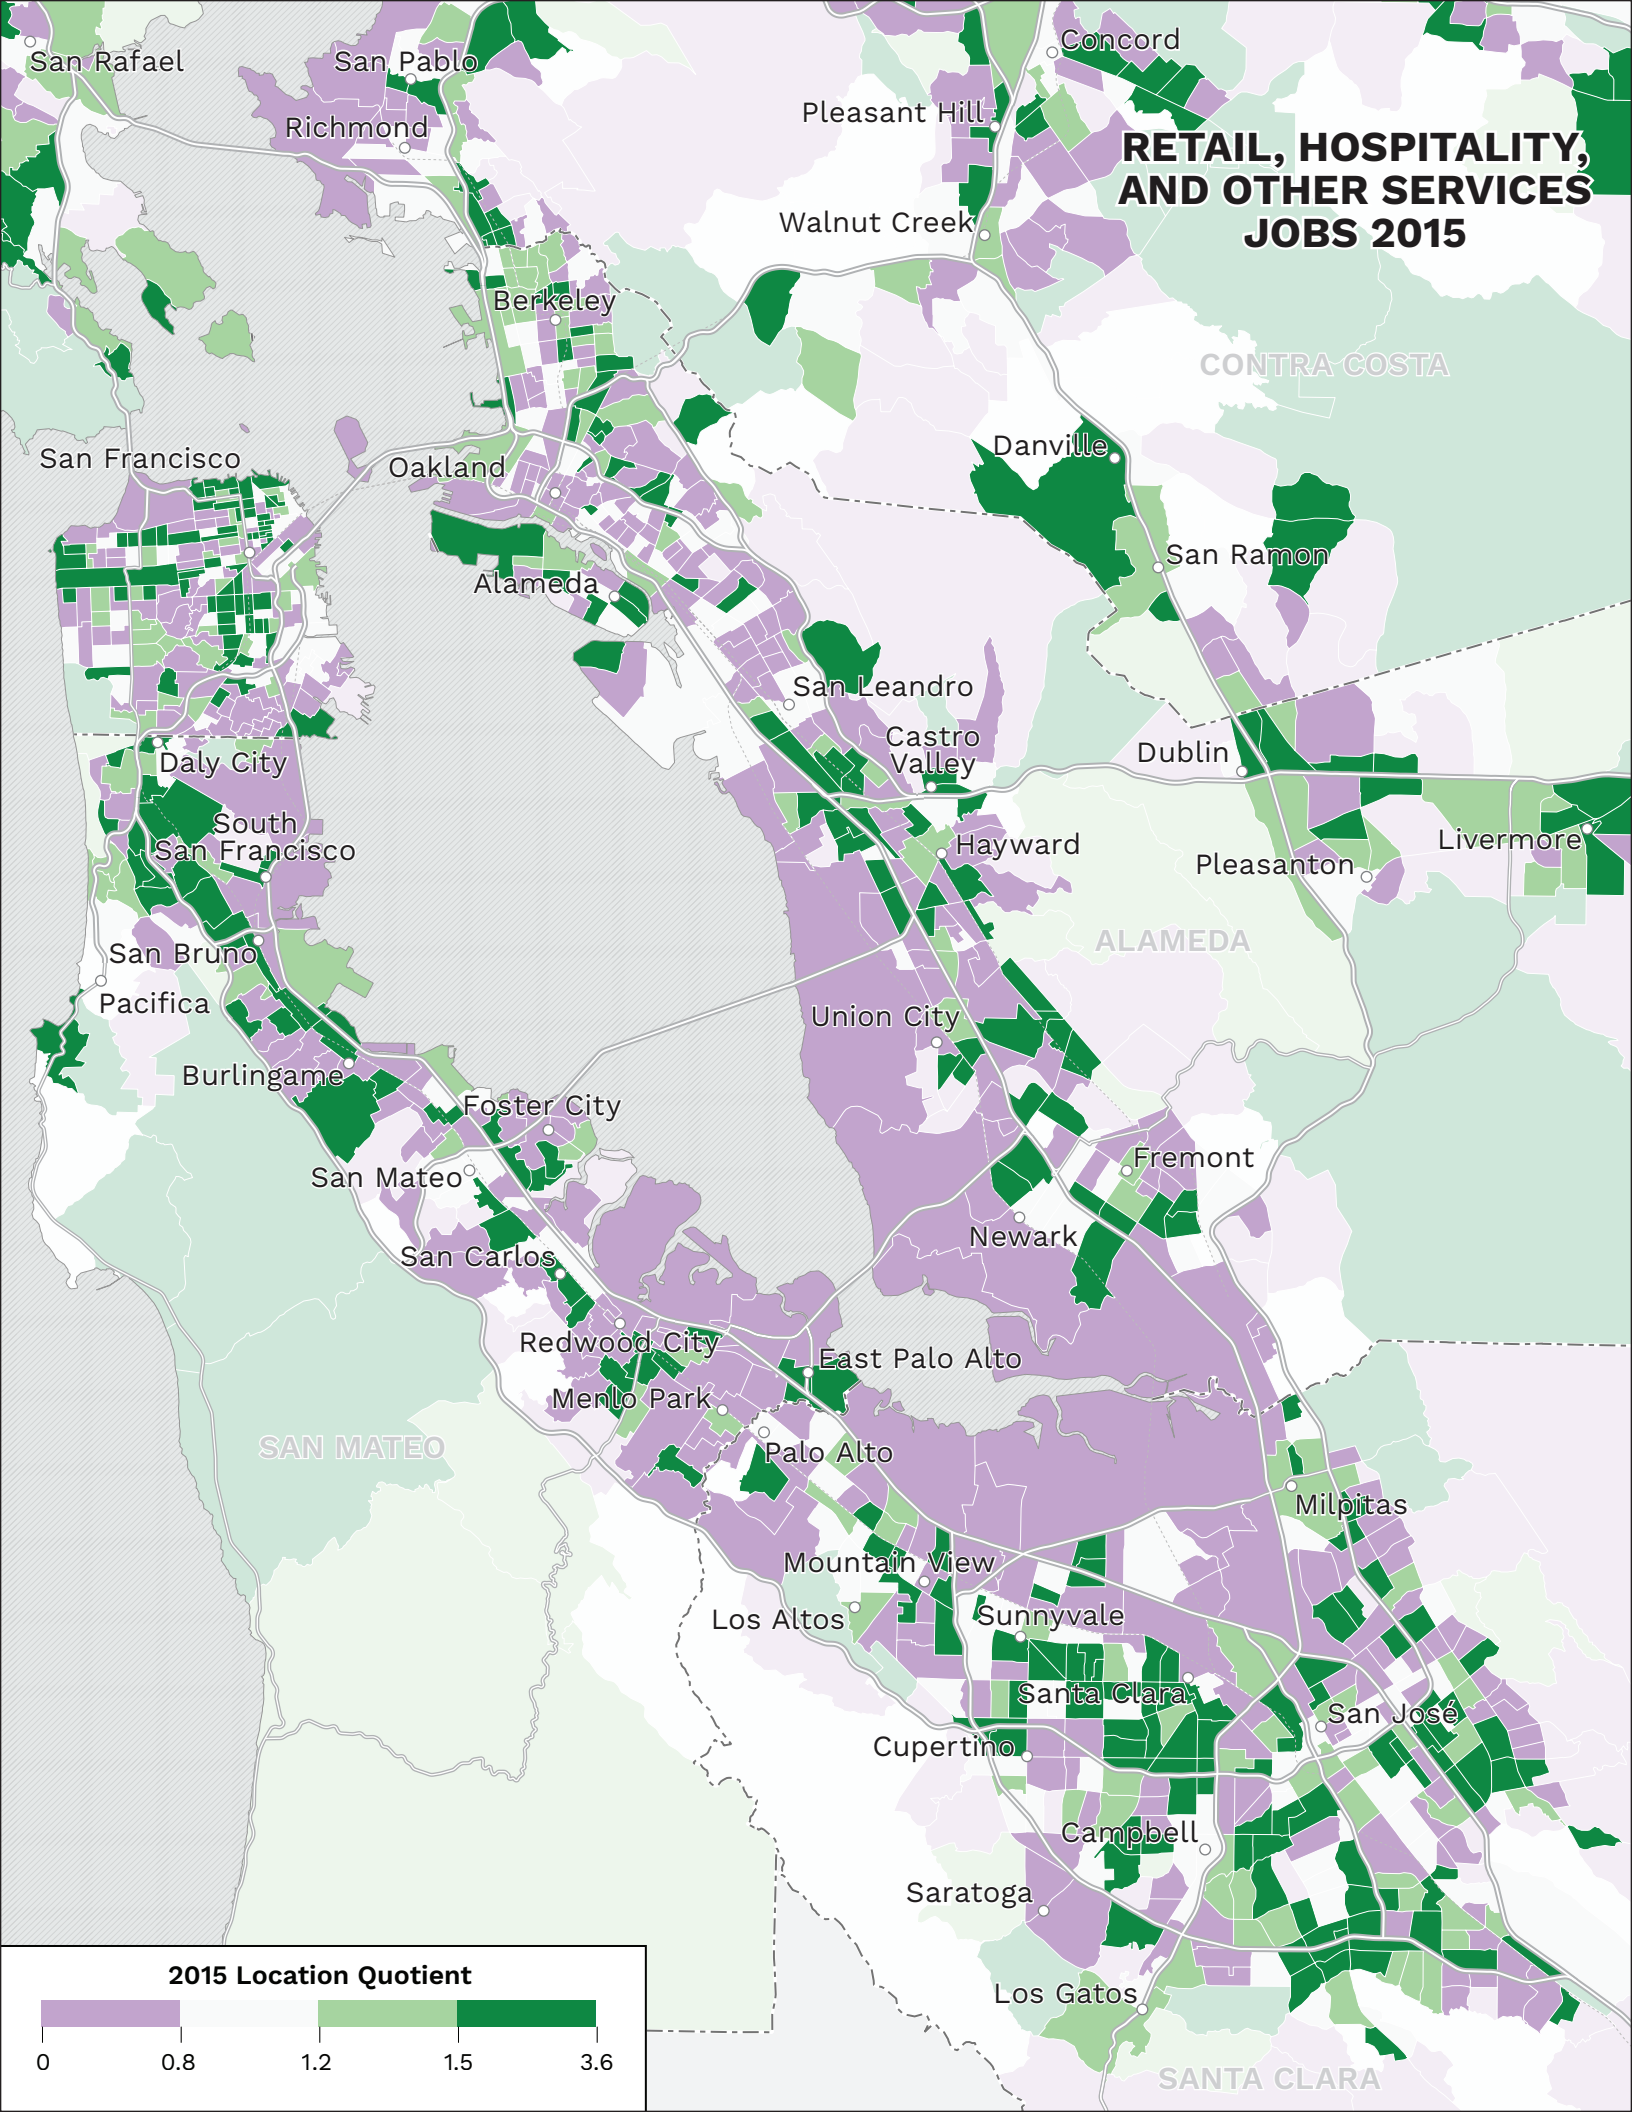 San Rafael
San Pablo
Concord
Pleasant Hill
Richmond
RETAIL, HOSPITALITY,
AND OTHER SERVICES
JOBS 2015
Walnut Creek
Berkeley
CONTRA COSTA
Danville
San Francisco
Oakland
San Ramon
Alameda
San Leandro
Castro
Valley
Dublin
Daly City
South
San Francisco
Hayward
Livermore
Pleasanton
ALAMEDA
San Bruno
Pacifica
Union City
Burlingame
Foster City
Fremont
San Mateo
Newark
San Carlos
Redwood City
East Palo Alto
Menlo Park
SAN MATEO
Palo Alto
Milpitas
Mountain View
Los Altos
Sunnyvale
Santa Clara
San José
Cupertino
Campbell
Saratoga
Los Gatos
SANTA CLARA
2015 Location Quotient
0 0.8 1.2 1.5 3.6